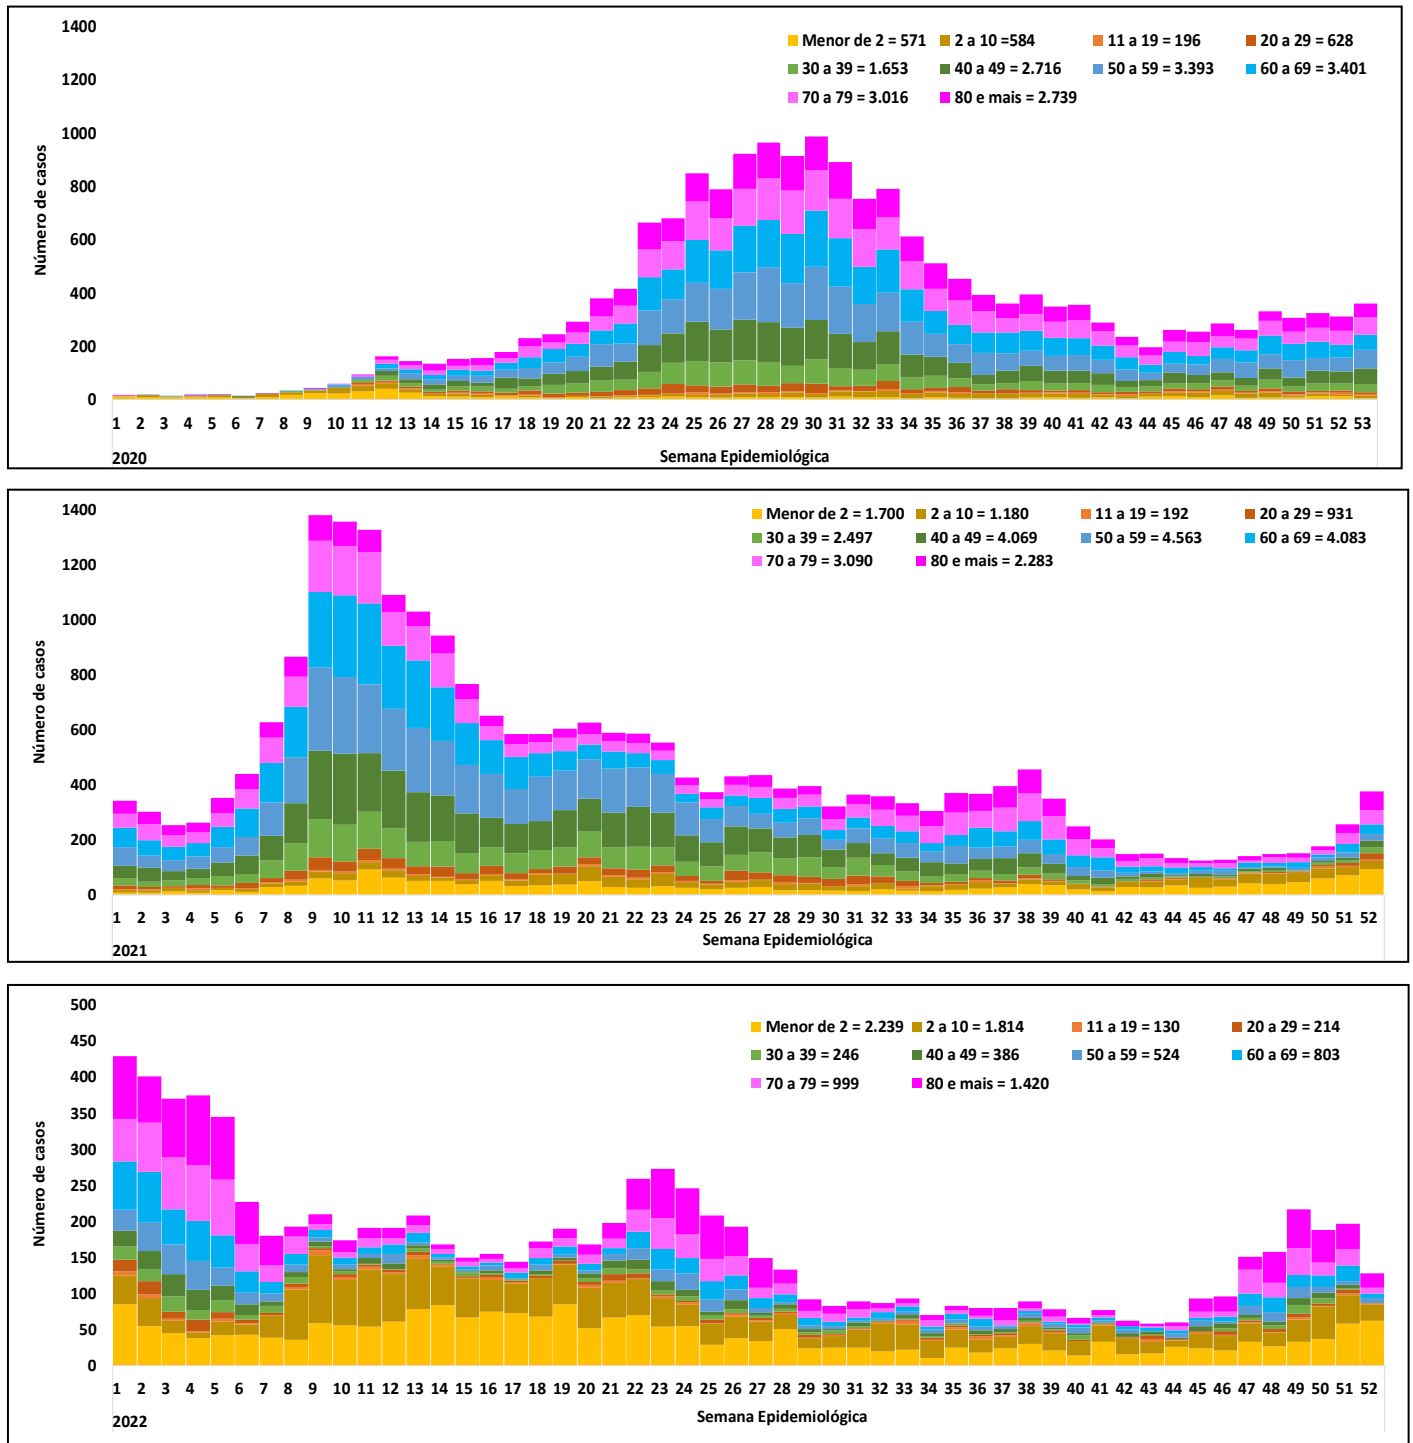 1400
1200
1000
800
600
400
200
0
Número de casos
Menor de 2 = 571 2 a 10 =584 11 a 19 = 196 20 a 29 = 628
30 a 39 = 1.653 40 a 49 = 2.716 50 a 59 = 3.393 60 a 69 = 3.401
70 a 79 = 3.016 80 e mais = 2.739
1 2 3 4 5 6 7 8 9 10 11 12 13 14 15 16 17 18 19 20 21 22 23 24 25 26 27 28 29 30 31 32 33 34 35 36 37 38 39 40 41 42 43 44 45 46 47 48 49 50 51 52 53
2020 Semana Epidemiológica
1400
1200
1000
800
600
400
200
0
Número de casos
Menor de 2 = 1.700 2 a 10 = 1.180 11 a 19 = 192 20 a 29 = 931
30 a 39 = 2.497 40 a 49 = 4.069 50 a 59 = 4.563 60 a 69 = 4.083
70 a 79 = 3.090 80 e mais = 2.283
1 2 3 4 5 6 7 8 9 10 11 12 13 14 15 16 17 18 19 20 21 22 23 24 25 26 27 28 29 30 31 32 33 34 35 36 37 38 39 40 41 42 43 44 45 46 47 48 49 50 51 52
Semana Epidemiológica
2021
500
450
400
350
300
250
200
150
100
50
0
Número de casos
Menor de 2 = 2.239 2 a 10 = 1.814 11 a 19 = 130 20 a 29 = 214
30 a 39 = 246 40 a 49 = 386 50 a 59 = 524 60 a 69 = 803
70 a 79 = 999 80 e mais = 1.420
1 2 3 4 5 6 7 8 9 10 11 12 13 14 15 16 17 18 19 20 21 22 23 24 25 26 27 28 29 30 31 32 33 34 35 36 37 38 39 40 41 42 43 44 45 46 47 48 49 50 51 52
2022 Semana Epidemiológica